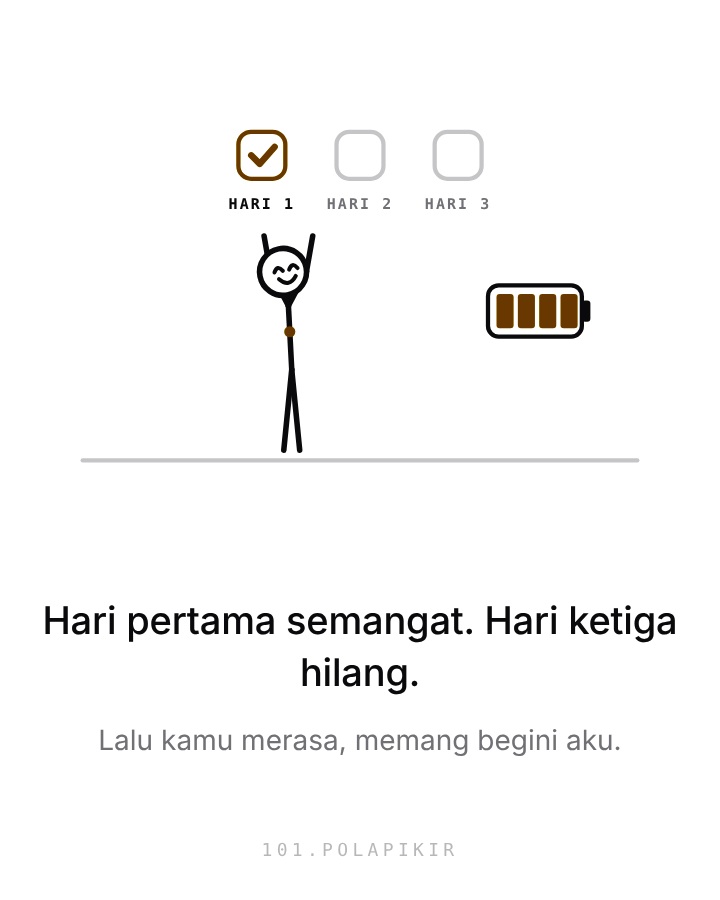 HARI 1 HARI 2 HARI 3
Hari pertama semangat. Hari ketiga
hilang.
Lalu kamu merasa, memang begini aku.
101.POLAPIKIR